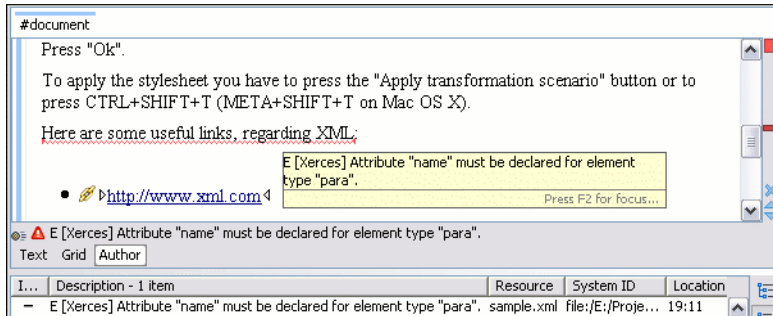 #document
Press "Ok".
To apply the stylesheet you have to press the "Apply transformation scenario" button or to
press CTRL+SHIFT+T (META+SHIFT+T on Mac OS X).
Here are some useful links, regarding XML:
E [Xerces] Attribute "name" must be declared for element
type "para".
http://www.xml.com
Press F2 for focus...
E [Xerces] Attribute "name" must be declared for element type "para".
Text Grid Author
I... Description - 1 item Resource System ID Location
E [Xerces] Attribute "name" must be declared for element type "para". sample.xml file:/E:/Proje... 19:11